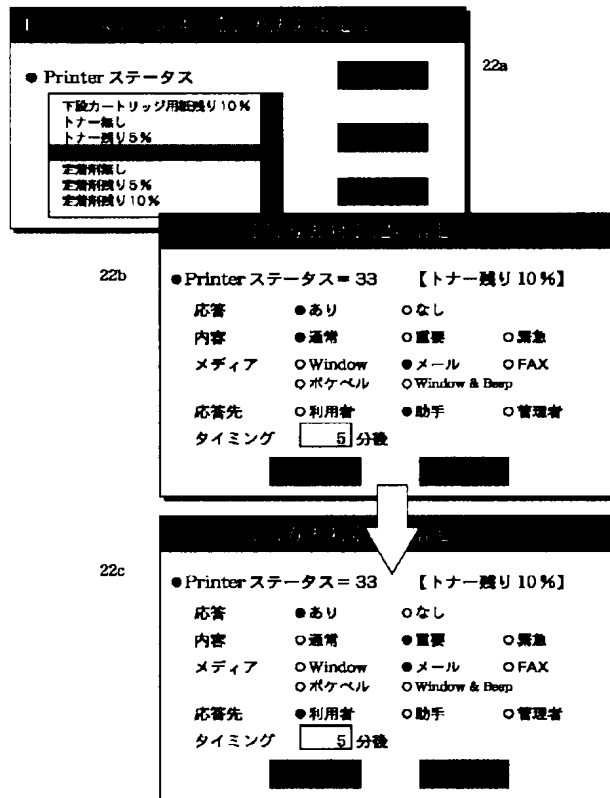 22a
● Printer ステータス
下段カートリッジ用紙残り10%
トナー無し
トナー残り5%
定着剤無し
定着剤残り5%
定着剤残り10%
22b
●Printer ステータス＝33 【トナー残り10%】
応答 ●あり ○なし
内容 ●通常 ○重要 ○緊急
メディア ○Window ●メール ○FAX
○ポケベル ○Window & Beep
応答先 ○利用者 ●助手 ○管理者
タイミング 5 分後
22c
●Printer ステータス＝33 【トナー残り10%】
応答 ●あり ○なし
内容 ○通常 ●重要 ○緊急
メディア ○Window ●メール ○FAX
○ポケベル ○Window & Beep
応答先 ●利用者 ○助手 ○管理者
タイミング 5 分後